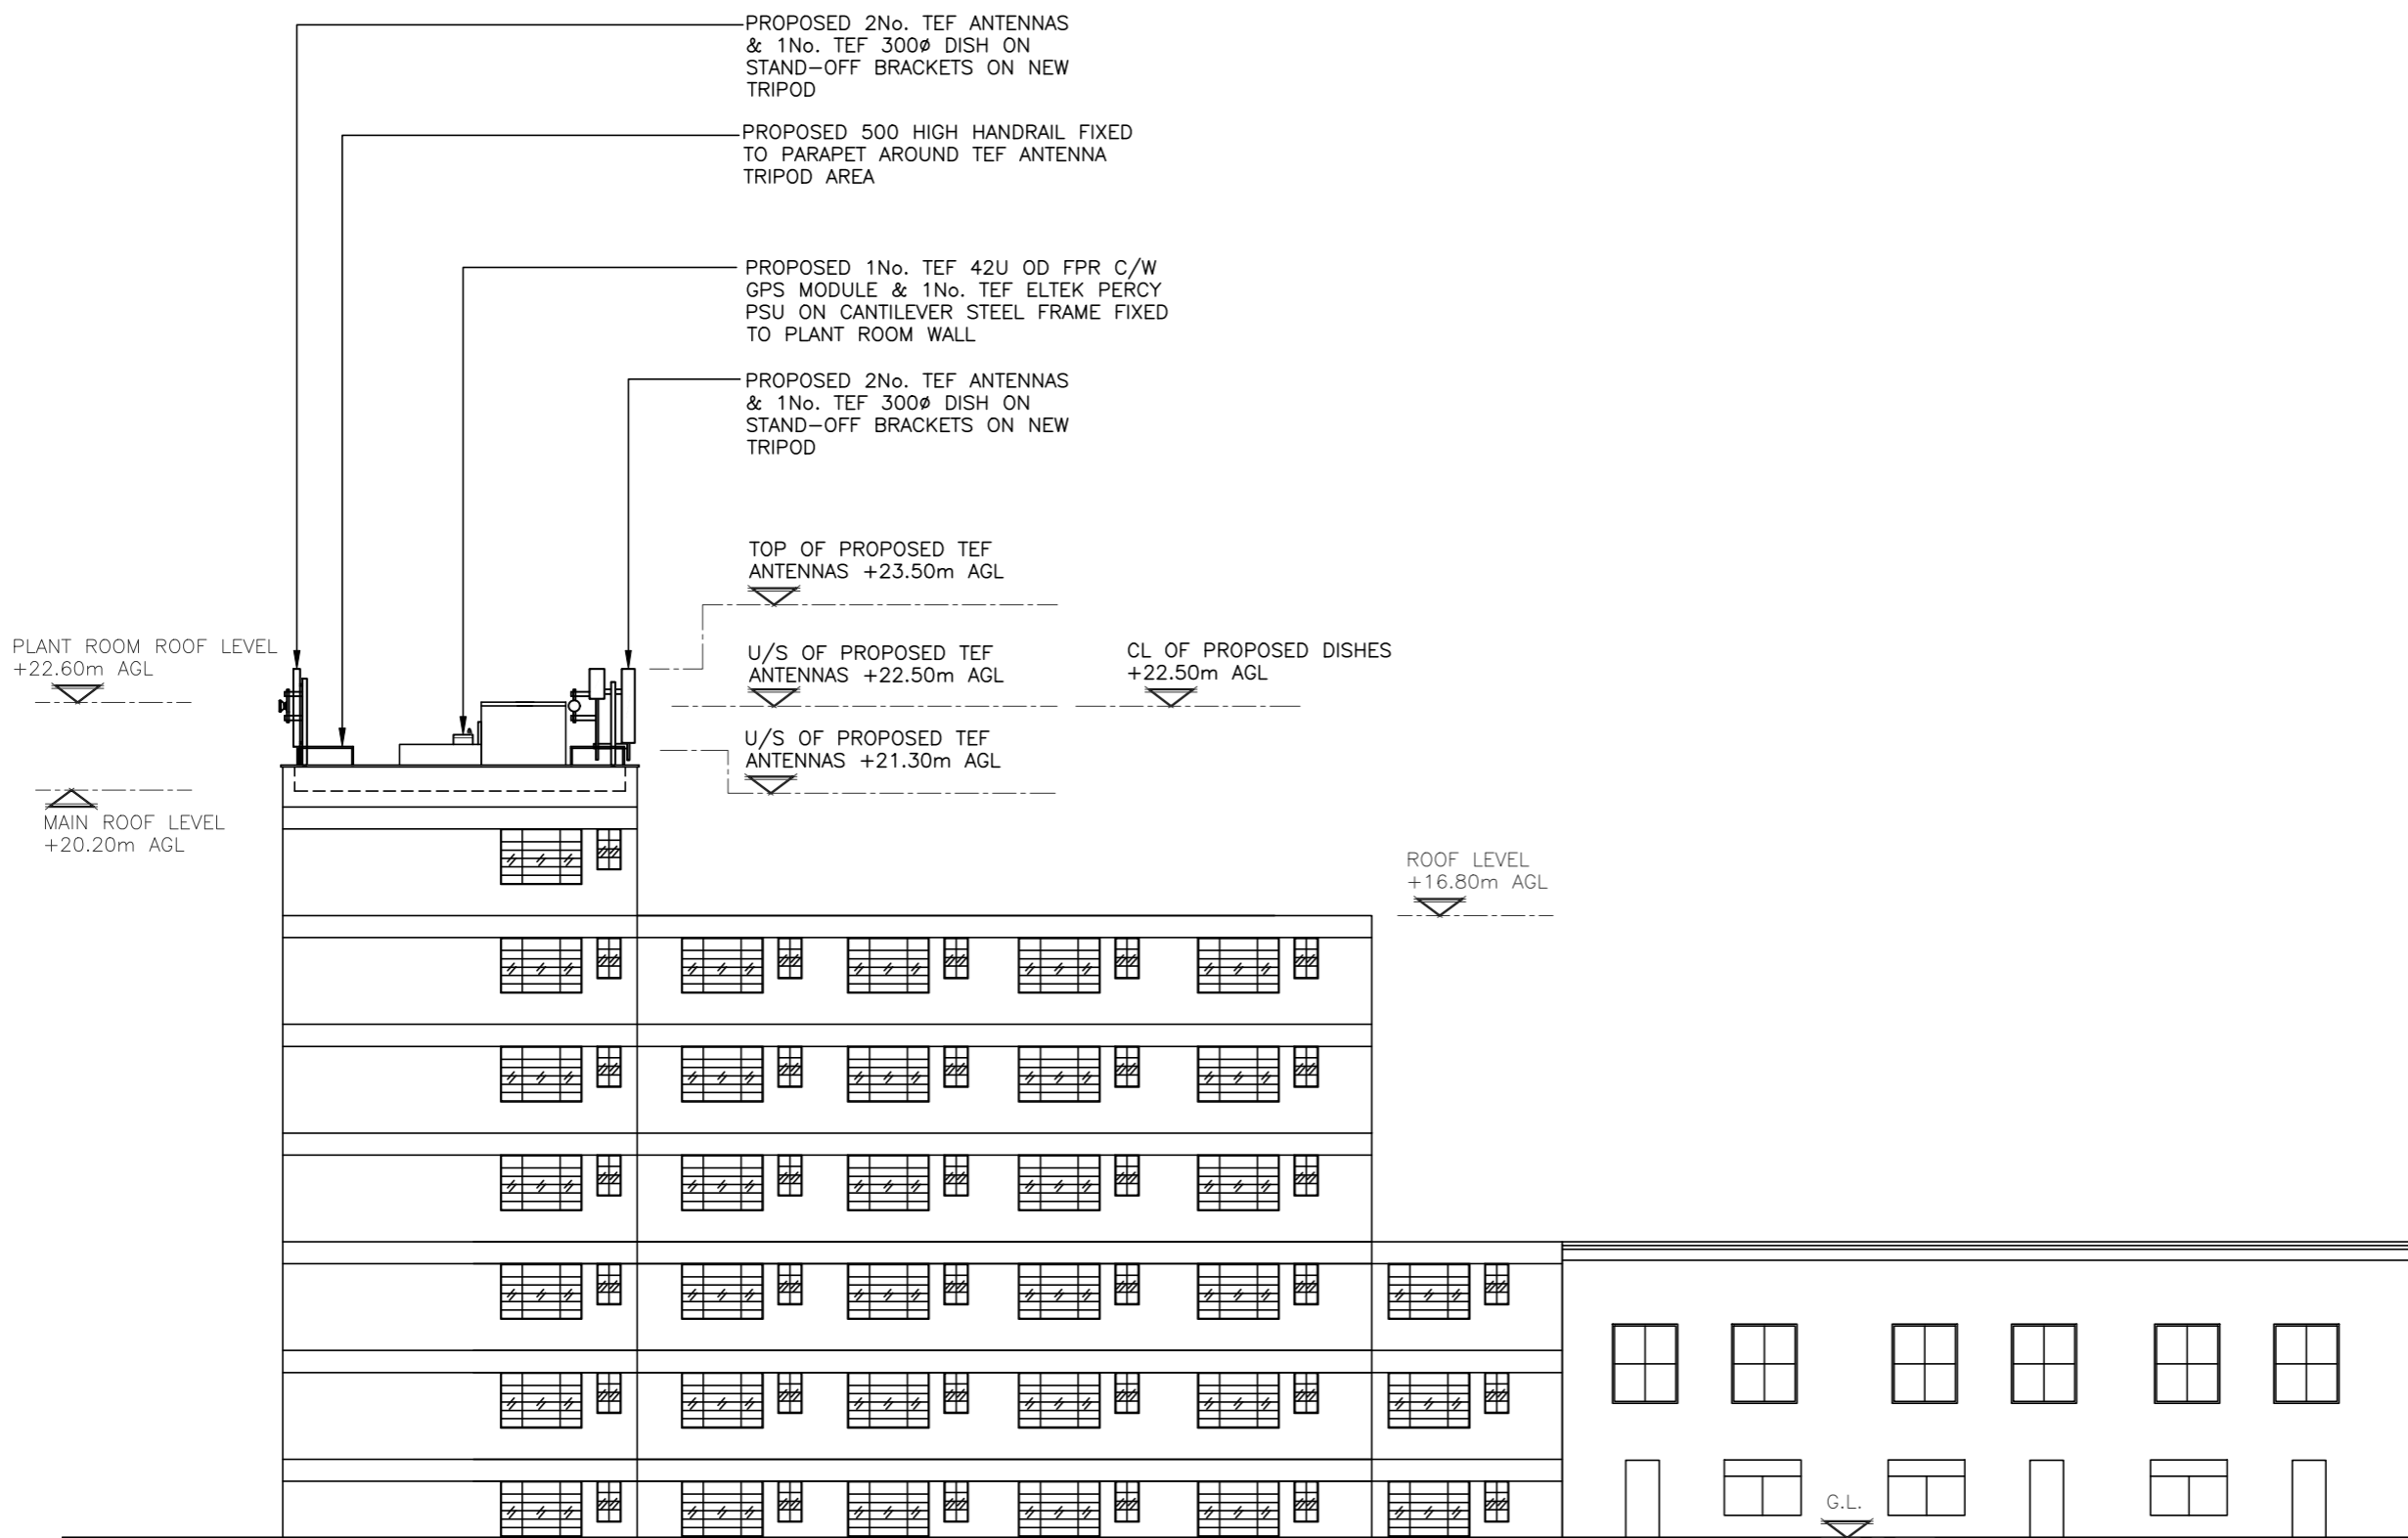 PROPOSED 2No. TEF ANTENNAS
& 1No. TEF 300ø DISH ON
STAND-OFF BRACKETS ON NEW
TRIPOD
PROPOSED 500 HIGH HANDRAIL FIXED
TO PARAPET AROUND TEF ANTENNA
TRIPOD AREA
PROPOSED 1No. TEF 42U OD FPR C/W
GPS MODULE & 1No. TEF ELTEK PERCY
PSU ON CANTILEVER STEEL FRAME FIXED
TO PLANT ROOM WALL
PROPOSED 2No. TEF ANTENNAS
& 1No. TEF 300ø DISH ON
STAND-OFF BRACKETS ON NEW
TRIPOD
TOP OF PROPOSED TEF
ANTENNAS +23.50m AGL
PLANT ROOM ROOF LEVEL
+22.60m AGL
U/S OF PROPOSED TEF
ANTENNAS +22.50m AGL
CL OF PROPOSED DISHES
+22.50m AGL
U/S OF PROPOSED TEF
ANTENNAS +21.30m AGL
MAIN ROOF LEVEL
+20.20m AGL
ROOF LEVEL
+16.80m AGL
G.L.